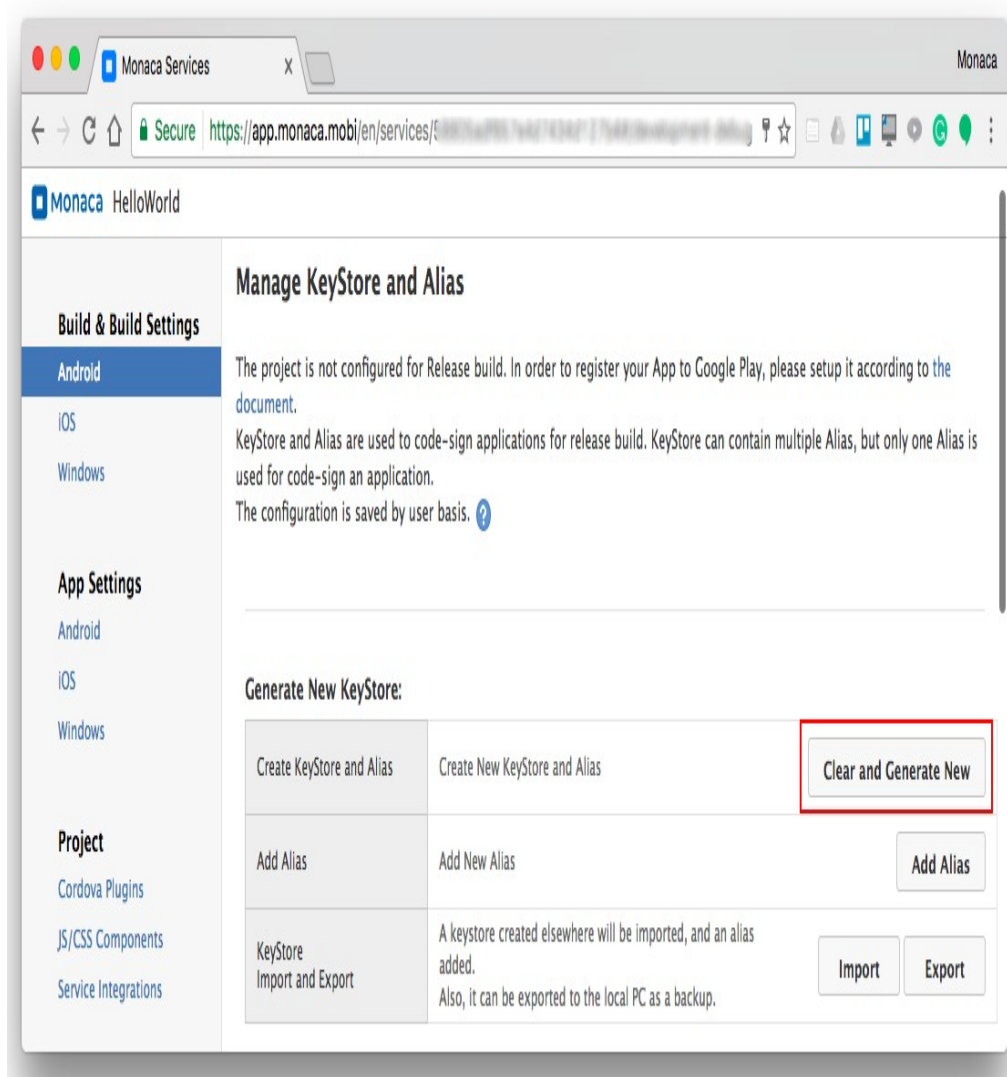 Monaca Services
Monaca
Secure https://app.monaca.mobi/en/services/5
Monaca HelloWorld
Build & Build Settings
Android
iOS
Windows
App Settings
Android
iOS
Windows
Project
Cordova Plugins
JS/CSS Components
Service Integrations
Manage KeyStore and Alias
The project is not configured for Release build. In order to register your App to Google Play, please setup it according to the
document.
KeyStore and Alias are used to code-sign applications for release build. KeyStore can contain multiple Alias, but only one Alias is
used for code-sign an application.
The configuration is saved by user basis. ?
Generate New KeyStore:
Create KeyStore and Alias Create New KeyStore and Alias Clear and Generate New
Add Alias Add New Alias Add Alias
KeyStore
Import and Export
A keystore created elsewhere will be imported, and an alias
added.
Also, it can be exported to the local PC as a backup.
Import Export